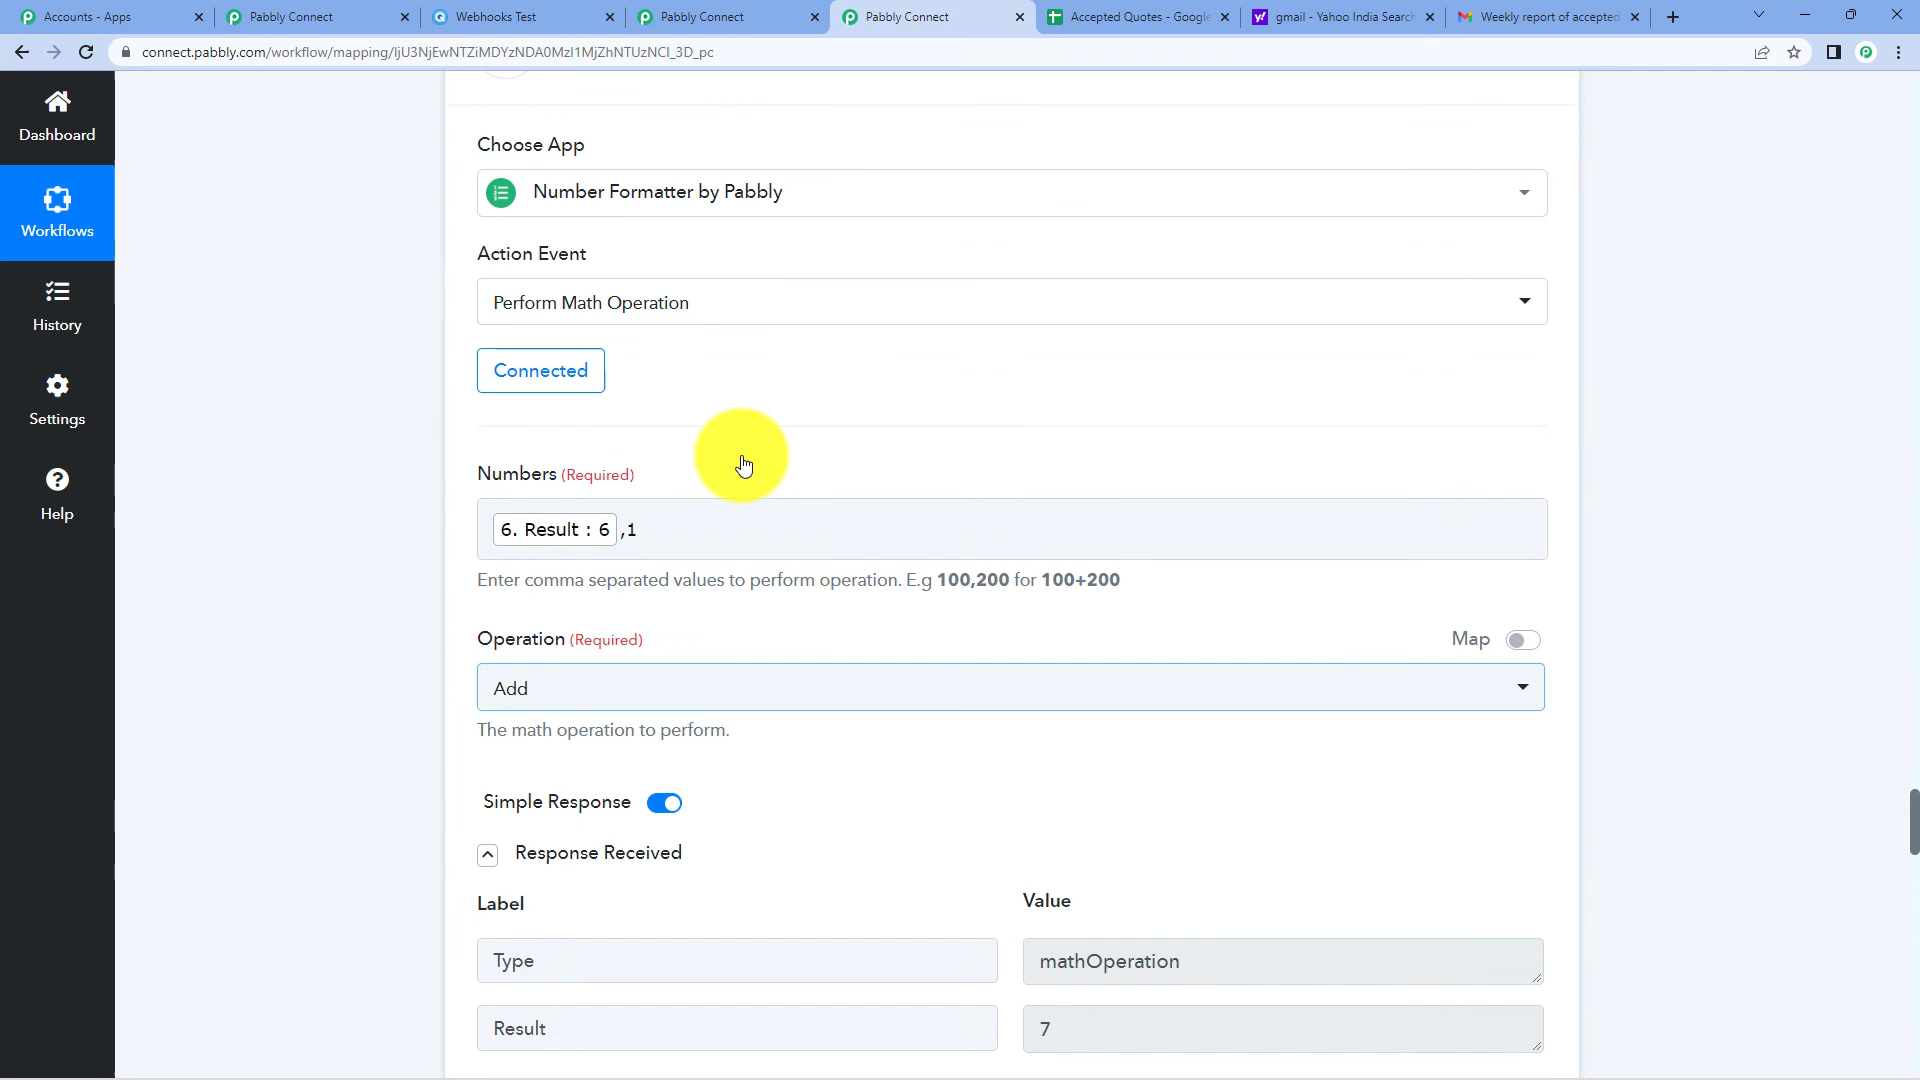 Accounts - Apps
Pabbly Connect
Webhooks Test
Pabbly Connect
Pabbly Connect
Accepted Quotes - Google
gmail - Yahoo India Search
Weekly report of accepted
connect.pabbly.com/workflow/mapping/
Dashboard
Workflows
History
Settings
Help
Choose App
Number Formatter by Pabbly
Action Event
Perform Math Operation
Connected
Numbers (Required)
6. Result : 6 ,1
Enter comma separated values to perform operation. E.g 100,200 for 100+200
Operation (Required)
Map
Add
The math operation to perform.
Simple Response
Response Received
Label
Value
Type
mathOperation
Result
7